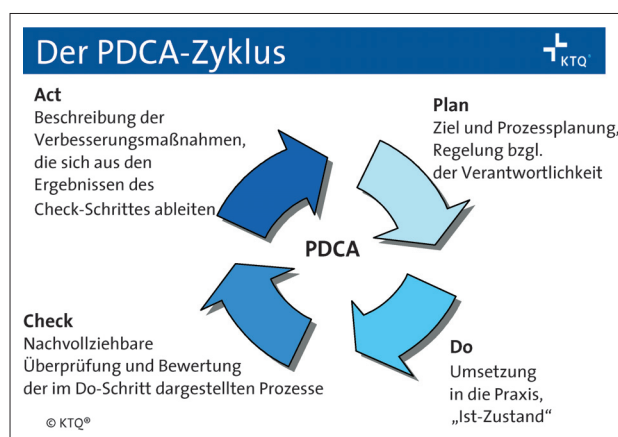 Der PDCA-Zyklus
KTQ®
Act
Beschreibung der
Verbesserungsmaßnahmen,
die sich aus den
Ergebnissen des
Check-Schrittes ableiten
Plan
Ziel und Prozessplanung,
Regelung bzgl.
der Verantwortlichkeit
PDCA
Check
Nachvollziehbare
Überprüfung und Bewertung
der im Do-Schritt dargestellten Prozesse
Do
Umsetzung
in die Praxis,
„Ist-Zustand“
© KTQ®